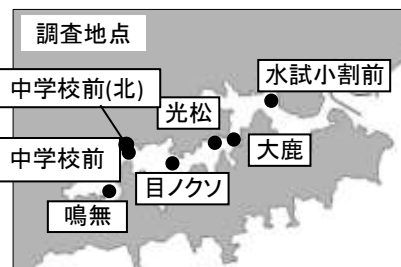 調査地点
水試小割前
中学校前(北)
光松
中学校前
大鹿
目ノクソ
鳴無